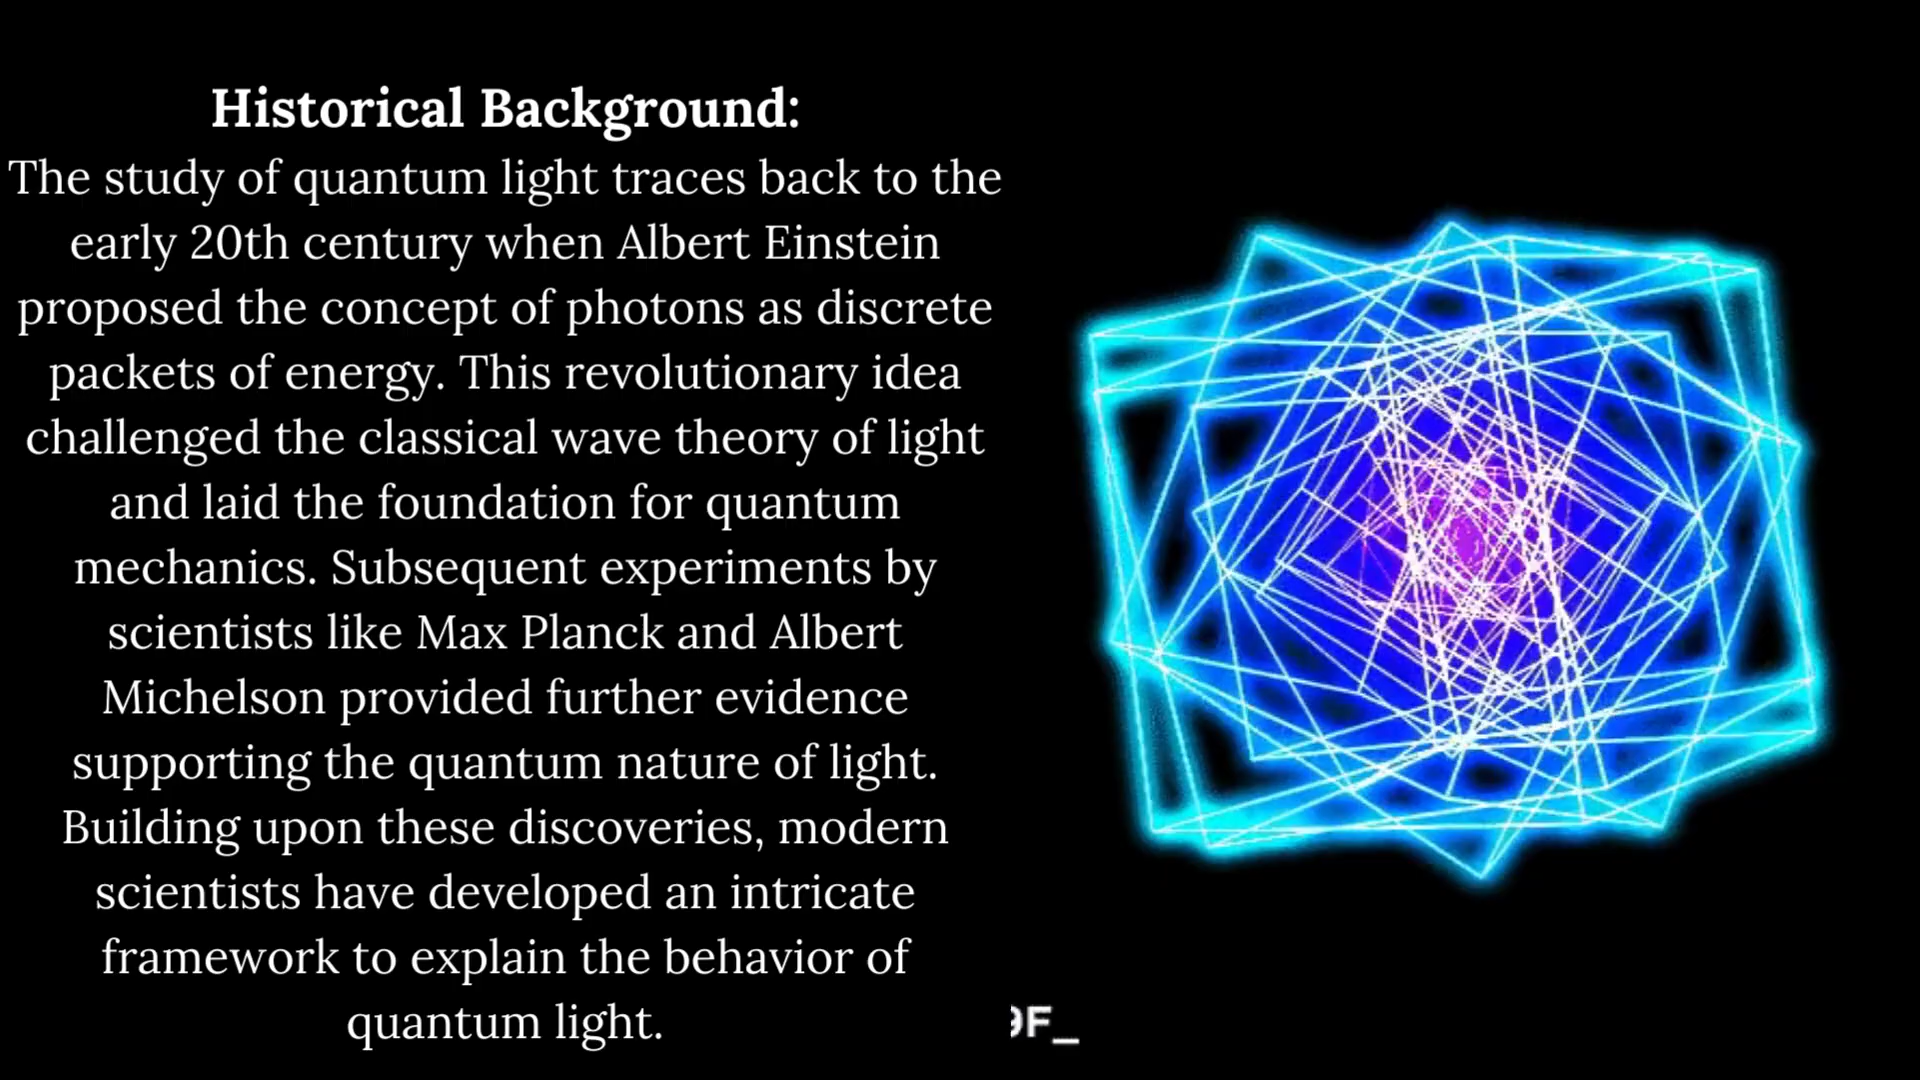 Historical Background:
The study of quantum light traces back to the
early 20th century when Albert Einstein
proposed the concept of photons as discrete
packets of energy. This revolutionary idea
challenged the classical wave theory of light
and laid the foundation for quantum
mechanics. Subsequent experiments by
scientists like Max Planck and Albert
Michelson provided further evidence
supporting the quantum nature of light.
Building upon these discoveries, modern
scientists have developed an intricate
framework to explain the behavior of
quantum light.